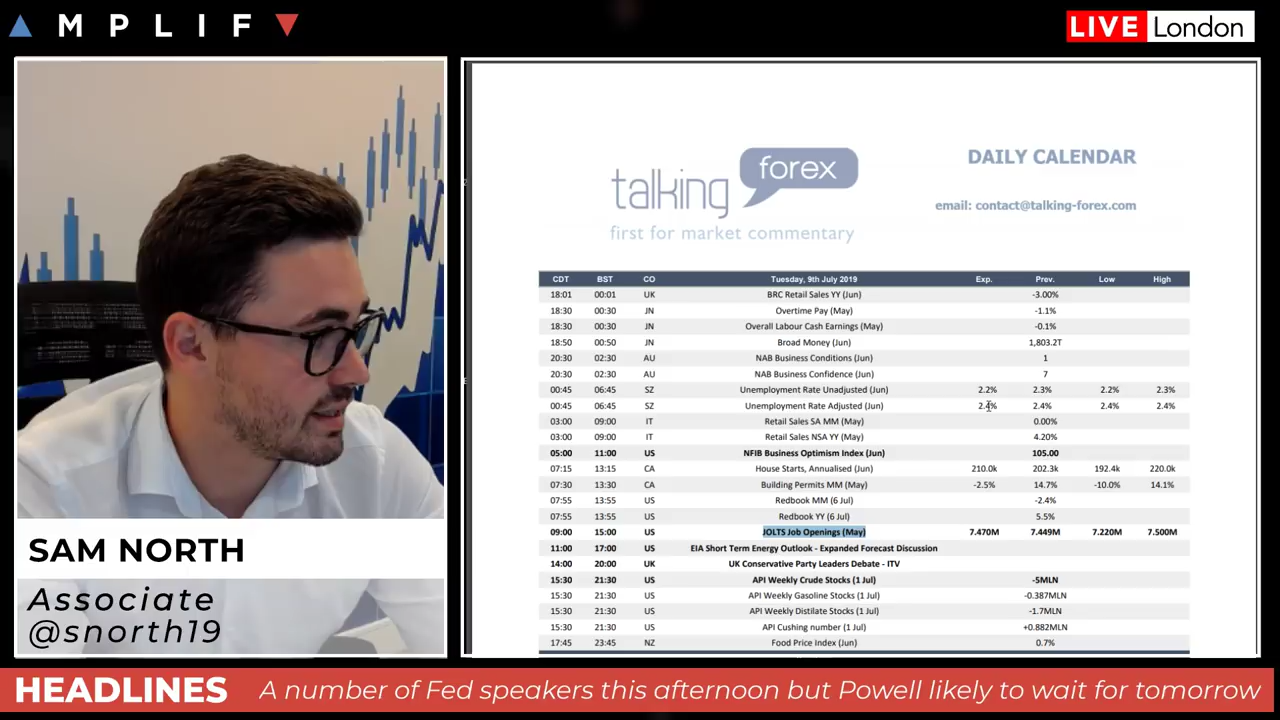 ▲ M P L I F ▼
LIVE London
talking forex
first for market commentary
DAILY CALENDAR
email: contact@talking-forex.com
CDT BST CO Tuesday, 9th July 2019 Exp. Prev. Low High
18:01 00:01 UK BRC Retail Sales YY (Jun) -3.00%
18:30 00:30 JN Overtime Pay (May) -1.1%
18:30 00:30 JN Overall Labour Cash Earnings (May) -0.1%
18:50 00:50 JN Broad Money (Jun) 1,803.2T
20:30 02:30 AU NAB Business Conditions (Jun) 1
20:30 02:30 AU NAB Business Confidence (Jun) 7
00:45 06:45 SZ Unemployment Rate Unadjusted (Jun) 2.2% 2.3% 2.2% 2.3%
00:45 06:45 SZ Unemployment Rate Adjusted (Jun) 2.4% 2.4% 2.4% 2.4%
03:00 09:00 IT Retail Sales SA MM (May) 0.00%
03:00 09:00 IT Retail Sales NSA YY (May) 4.20%
05:00 11:00 US NFIB Business Optimism Index (Jun) 105.00
07:15 13:15 CA House Starts, Annualised (Jun) 210.0k 202.3k 192.4k 220.0k
07:30 13:30 CA Building Permits MM (May) -2.5% 14.7% -10.0% 14.1%
07:55 13:55 US Redbook MM (6 Jul) -2.4%
07:55 13:55 US Redbook YY (6 Jul) 5.5%
09:00 15:00 US JOLTS Job Openings (May) 7.470M 7.449M 7.220M 7.500M
11:00 17:00 US EIA Short Term Energy Outlook - Expanded Forecast Discussion
14:00 20:00 UK UK Conservative Party Leaders Debate - ITV
15:30 21:30 US API Weekly Crude Stocks (1 Jul) -5MLN
15:30 21:30 US API Weekly Gasoline Stocks (1 Jul) -0.387MLN
15:30 21:30 US API Weekly Distilate Stocks (1 Jul) -1.7MLN
15:30 21:30 US API Cushing number (1 Jul) +0.882MLN
17:45 23:45 NZ Food Price Index (Jun) 0.7%
SAM NORTH
Associate
@snorth19
HEADLINES A number of Fed speakers this afternoon but Powell likely to wait for tomorrow